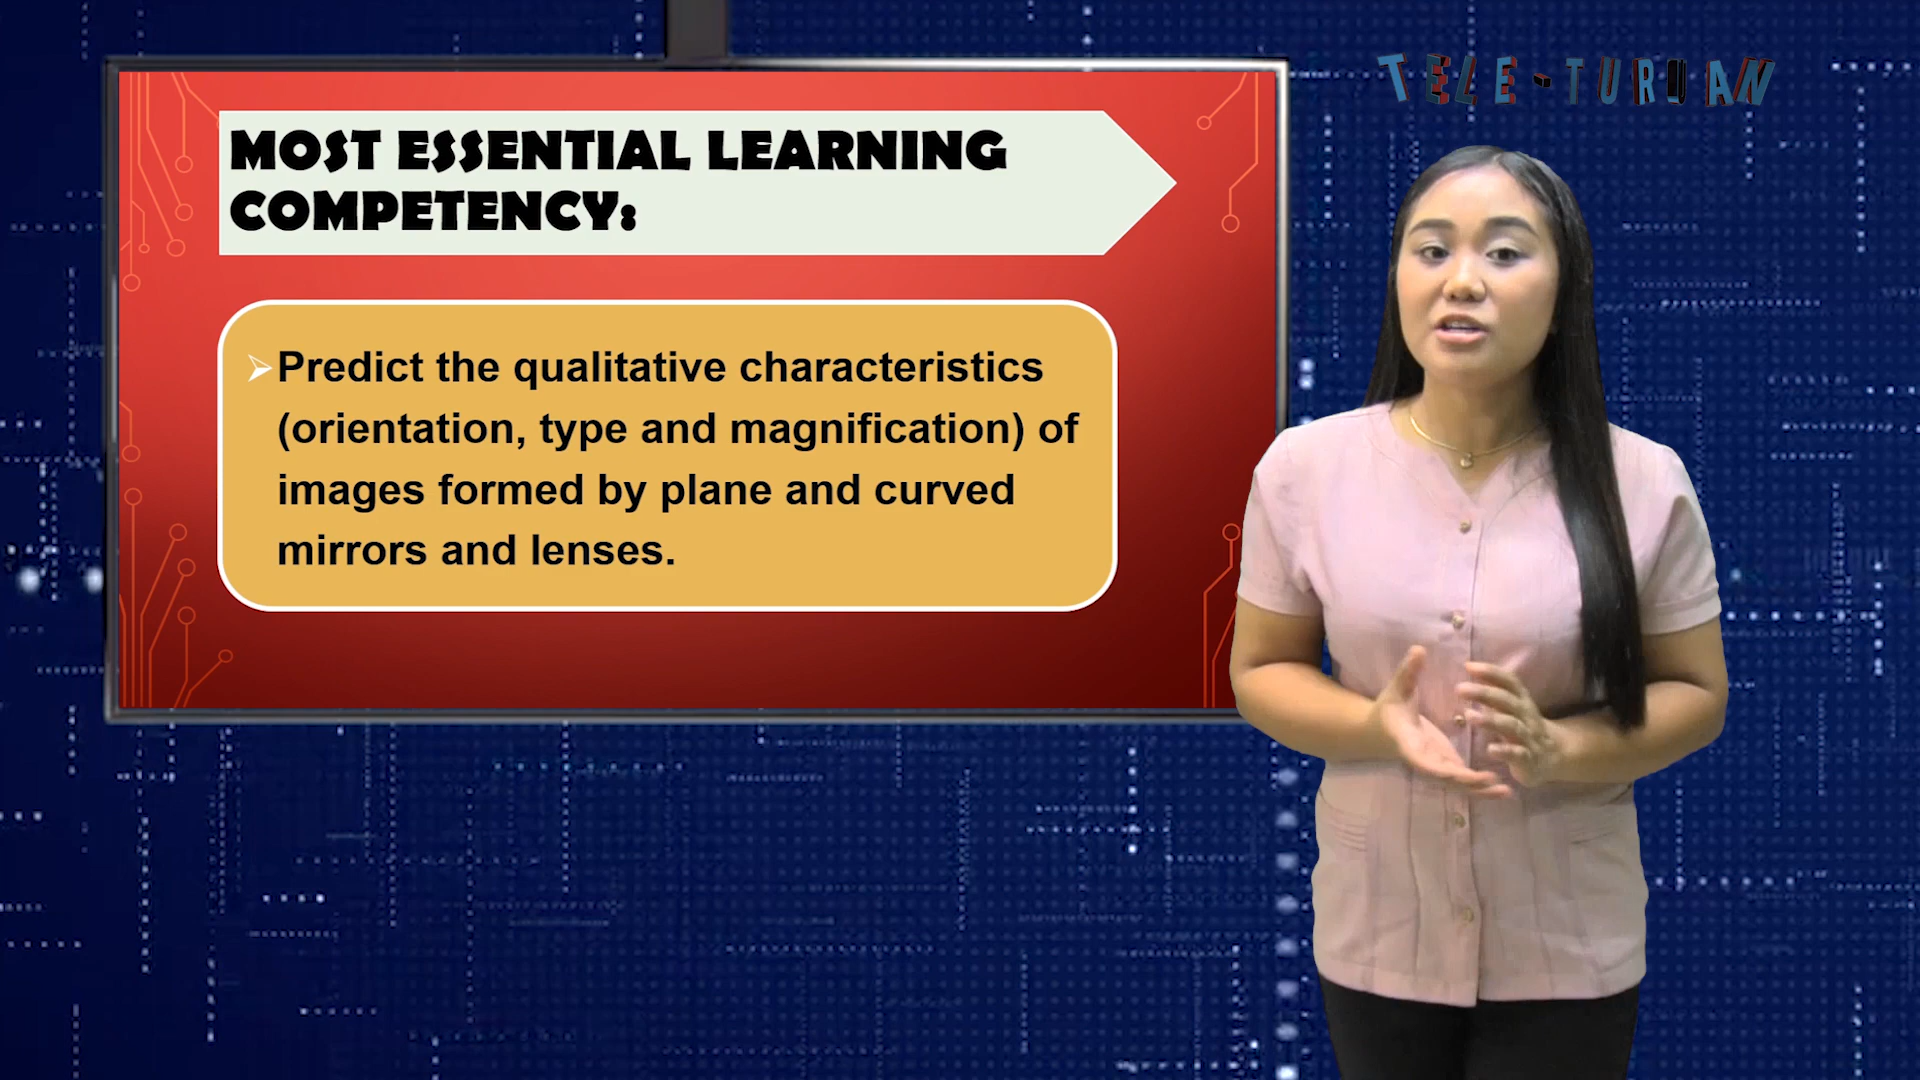 TELE-TURUAN
MOST ESSENTIAL LEARNING
COMPETENCY:
Predict the qualitative characteristics
(orientation, type and magnification) of
images formed by plane and curved
mirrors and lenses.